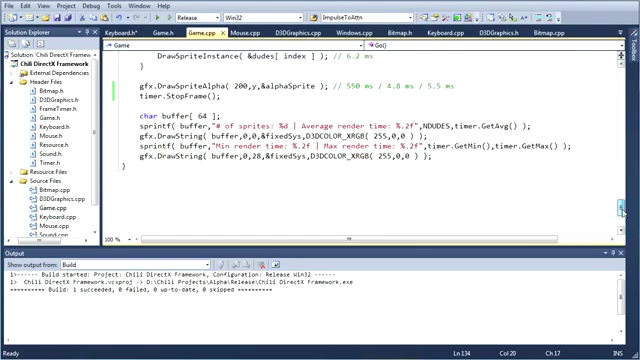 File Edit View Project Build Debug Team Data Tools Test Window Help
Release Win32 ImpulseToAttn
Solution Explorer
Solution 'Chili DirectX Framework'
Chili DirectX Framework
External Dependencies
Header Files
Bitmap.h
D3DGraphics.h
FrameTimer.h
Game.h
Keyboard.h
Mouse.h
Resource.h
Sound.h
Timer.h
Resource Files
Source Files
Bitmap.cpp
D3DGraphics.cpp
Game.cpp
Keyboard.cpp
Mouse.cpp
Sound.cpp
Keyboard.h* Game.h Game.cpp Mouse.cpp D3DGraphics.cpp Windows.cpp Bitmap.h Keyboard.cpp Bitmap.cpp
Game Go()
DrawSpriteInstance( &dudes[ index ] ); // 6.2 ms
}
gfx.DrawSpriteAlpha( 200,y,&alphaSprite ); // 550 ms / 4.8 ms / 5.5 ms
timer.StopFrame();
char buffer[ 64 ];
sprintf( buffer,"# of sprites: %d | Average render time: %.2f",NDUDES,timer.GetAvg() );
gfx.DrawString( buffer,0,0,&fixedSys,D3DCOLOR_XRGB( 255,0,0 ) );
sprintf( buffer,"Min render time: %.2f | Max render time: %.2f",timer.GetMin(),timer.GetMax() );
gfx.DrawString( buffer,0,28,&fixedSys,D3DCOLOR_XRGB( 255,0,0 ) );
}
100 %
Output
Show output from: Build
1>------ Build started: Project: Chili DirectX Framework, Configuration: Release Win32 ------
1> Chili DirectX Framework.vcxproj -> D:\Chili DirectX Projects\Alpha\Release\Chili DirectX Framework.exe
========== Build: 1 succeeded, 0 failed, 0 up-to-date, 0 skipped ==========
Ln 134 Col 20 Ch 14 INS
Toolbox